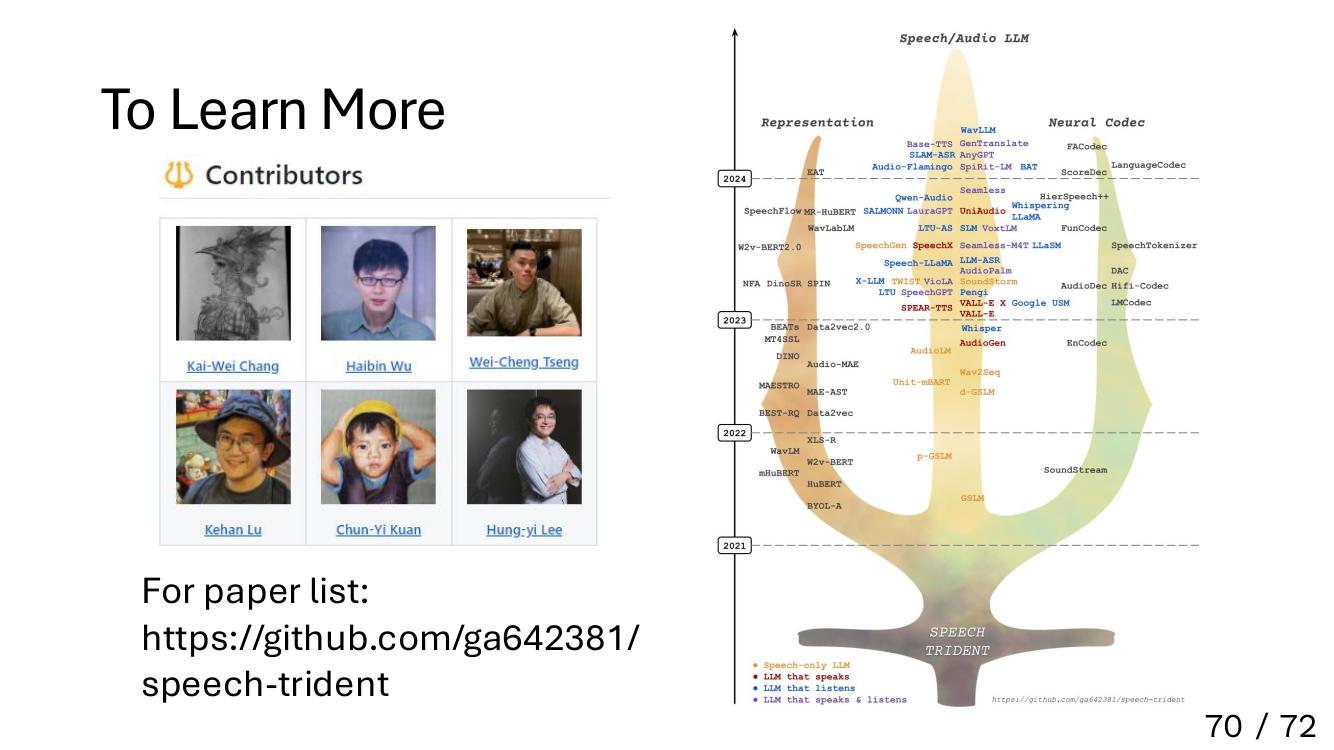 To Learn More
Contributors
Kai-Wei Chang
Haibin Wu
Wei-Cheng Tseng
Kehan Lu
Chun-Yi Kuan
Hung-yi Lee
For paper list:
https://github.com/ga642381/
speech-trident
Speech/Audio LLM
Representation
Neural Codec
WavLLM
Base-TTS GenTranslate
FACodec
SLAM-ASR AnyGPT
Audio-Flamingo SpiRit-LM BAT
LanguageCodec
EAT
ScoreDec
2024
Seamless
Qwen-Audio
HierSpeech++
SpeechFlow MR-HuBERT SALMONN LauraGPT UniAudio Whispering
LLaMA
WavLabLM
LTU-AS SLM VoxtLM
FunCodec
W2v-BERT2.0
SpeechGen SpeechX Seamless-M4T LLaSM
SpeechTokenizer
Speech-LLaMA LLM-ASR
AudioPalm
DAC
NFA DinoSR SPIN
X-LLM TWIST VioLA SoundStorm
AudioDec Hifi-Codec
LTU SpeechGPT Pengi
SPEAR-TTS VALL-E X Google USM
LMCodec
VALL-E
2023
BEATs Data2vec2.0
Whisper
MT4SSL
AudioGen
EnCodec
DINO
AudioLM
Audio-MAE
Wav2Seq
MAESTRO
Unit-mBART
MAE-AST
d-GSLM
BEST-RQ Data2vec
2022
XLS-R
WavLM
p-GSLM
W2v-BERT
mHuBERT
SoundStream
HuBERT
GSLM
BYOL-A
2021
SPEECH
TRIDENT
Speech-only LLM
LLM that speaks
LLM that listens
LLM that speaks & listens
https://github.com/ga642381/speech-trident
70 / 72